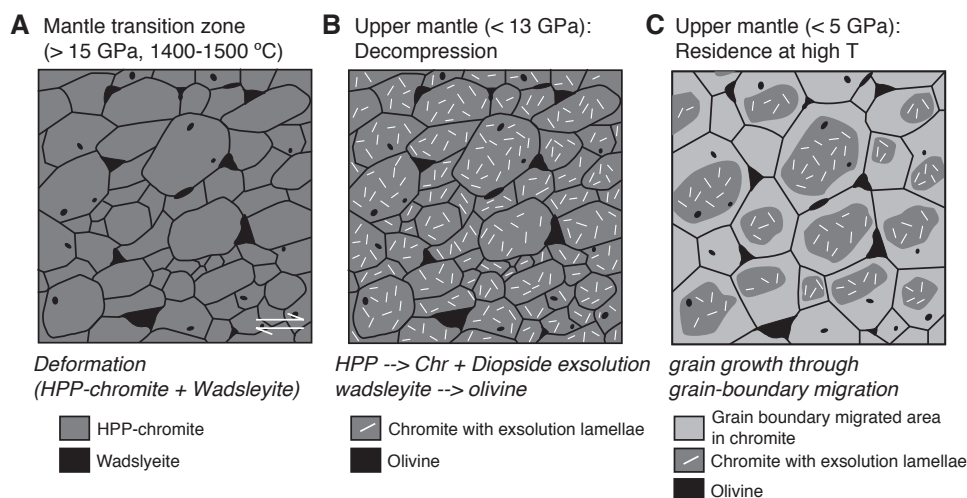 A Mantle transition zone
(> 15 GPa, 1400-1500 ºC)
Deformation
(HPP-chromite + Wadsleyite)
HPP-chromite
Wadslyeite
B Upper mantle (< 13 GPa):
Decompression
HPP --> Chr + Diopside exsolution
wadsleyite --> olivine
Chromite with exsolution lamellae
Olivine
C Upper mantle (< 5 GPa):
Residence at high T
grain growth through
grain-boundary migration
Grain boundary migrated area
in chromite
Chromite with exsolution lamellae
Olivine